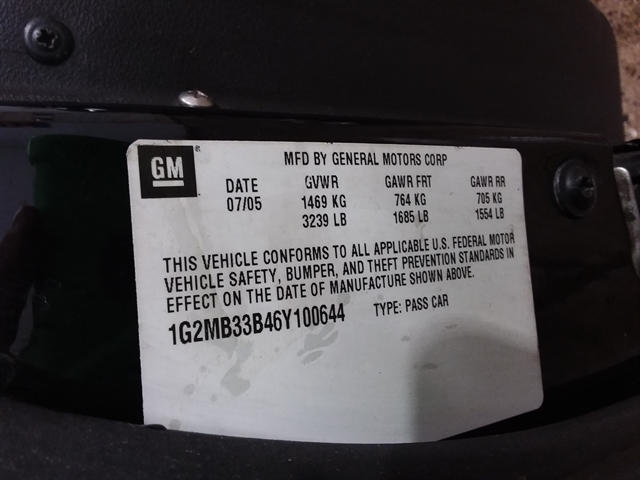 GM
MFD BY GENERAL MOTORS CORP
DATE GVWR GAWR FRT GAWR RR
07/05 1469 KG 764 KG 705 KG
3239 LB 1685 LB 1554 LB
THIS VEHICLE CONFORMS TO ALL APPLICABLE U.S. FEDERAL MOTOR
VEHICLE SAFETY, BUMPER, AND THEFT PREVENTION STANDARDS IN
EFFECT ON THE DATE OF MANUFACTURE SHOWN ABOVE.
1G2MB33B46Y100644 TYPE: PASS CAR